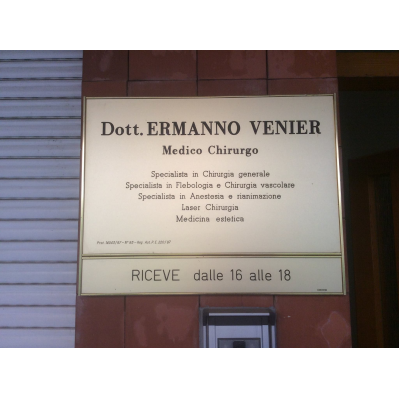 Dott. ERMANNO VENIER
Medico Chirurgo
Specialista in Chirurgia generale
Specialista in Flebologia e Chirurgia vascolare
Specialista in Anestesia e rianimazione
Laser Chirurgia
Medicina estetica
RICEVE dalle 16 alle 18